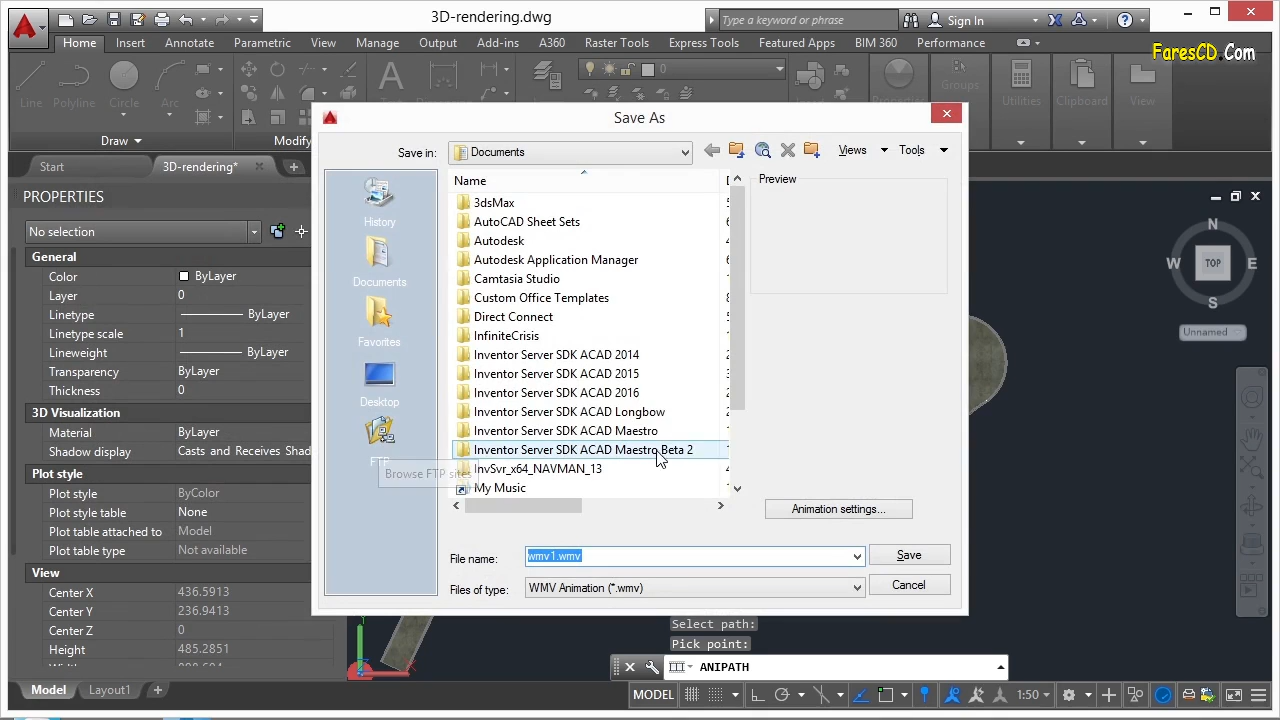 3D-rendering.dwg
Type a keyword or phrase
Sign In
Home
Insert
Annotate
Parametric
View
Manage
Output
Add-ins
A360
Raster Tools
Express Tools
Featured Apps
BIM 360
Performance
FaresCD.Com
Line
Polyline
Circle
Arc
0
Groups
Utilities
Clipboard
View
Draw
Modify
Start
3D-rendering*
PROPERTIES
No selection
General
Color ByLayer
Layer 0
Linetype ByLayer
Linetype scale 1
Lineweight ByLayer
Transparency ByLayer
Thickness 0
3D Visualization
Material ByLayer
Shadow display Casts and Receives Shad
Plot style
Plot style ByColor
Plot style table None
Plot table attached to Model
Plot table type Not available
View
Center X 436.5913
Center Y 236.9413
Center Z 0
Height 485.2851
Save As
Save in: Documents
Views
Tools
History
Documents
Favorites
Desktop
FTP
Browse FTP sites
Name
3dsMax
AutoCAD Sheet Sets
Autodesk
Autodesk Application Manager
Camtasia Studio
Custom Office Templates
Direct Connect
InfiniteCrisis
Inventor Server SDK ACAD 2014
Inventor Server SDK ACAD 2015
Inventor Server SDK ACAD 2016
Inventor Server SDK ACAD Longbow
Inventor Server SDK ACAD Maestro
Inventor Server SDK ACAD Maestro Beta 2
InvSvr_x64_NAVMAN_13
My Music
Preview
Animation settings...
File name: wmv1.wmv
Save
Files of type: WMV Animation (*.wmv)
Cancel
N
W TOP E
S
Unnamed
Select path:
Pick point:
ANIPATH
Model
Layout1
MODEL
1:50